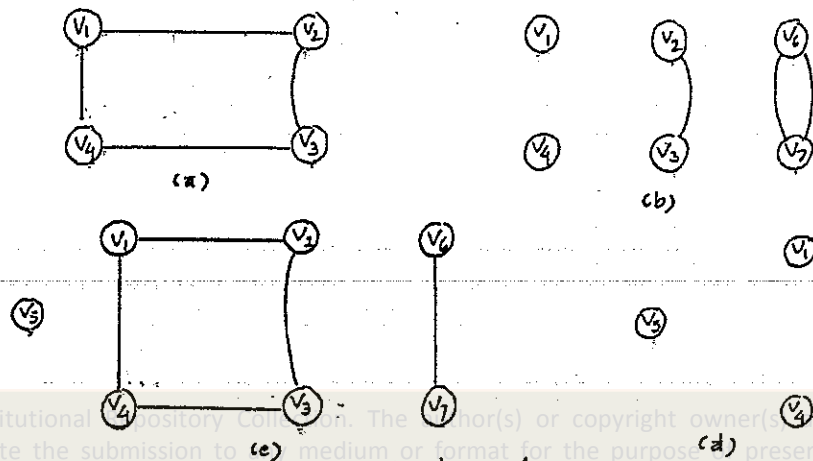 V1 V2 V1 V2 V6
V4 V3 V4 V3 V7
(a)
(b)
V1 V2 V6 V1
V5 V5
V4 V3 V7 V4
itutional Repository Collection. The author(s) or copyright owner(s)
te the submission to any medium or format for the purpose of preser
(c) (d)